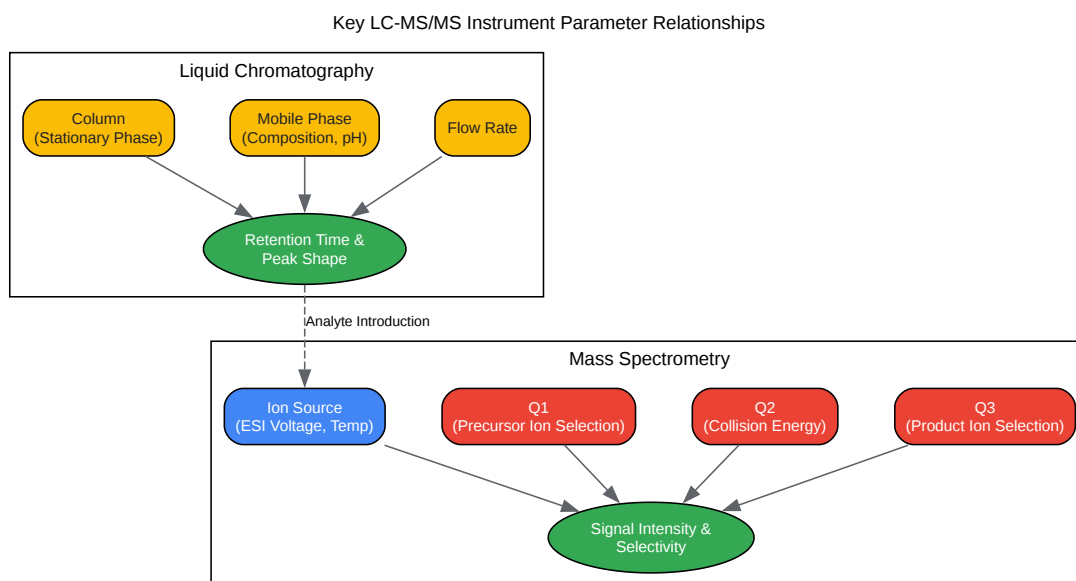 Key LC-MS/MS Instrument Parameter Relationships
Liquid Chromatography
Column
(Stationary Phase)
Mobile Phase
(Composition, pH)
Flow Rate
Retention Time &
Peak Shape
Analyte Introduction
Mass Spectrometry
Ion Source
(ESI Voltage, Temp)
Q1
(Precursor Ion Selection)
Q2
(Collision Energy)
Q3
(Product Ion Selection)
Signal Intensity &
Selectivity